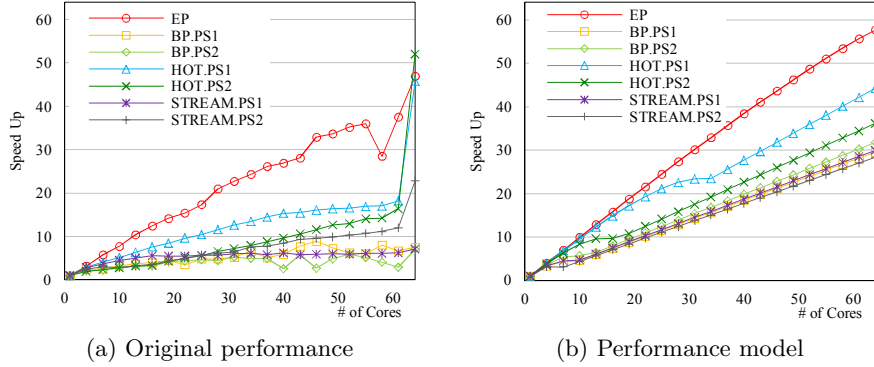 60
50
40
30
20
10
0
Speed Up
EP
BP.PS1
BP.PS2
HOT.PS1
HOT.PS2
STREAM.PS1
STREAM.PS2
0 10 20 30 40 50 60
# of Cores
(a) Original performance
60
50
40
30
20
10
0
Speed Up
EP
BP.PS1
BP.PS2
HOT.PS1
HOT.PS2
STREAM.PS1
STREAM.PS2
0 10 20 30 40 50 60
# of Cores
(b) Performance model